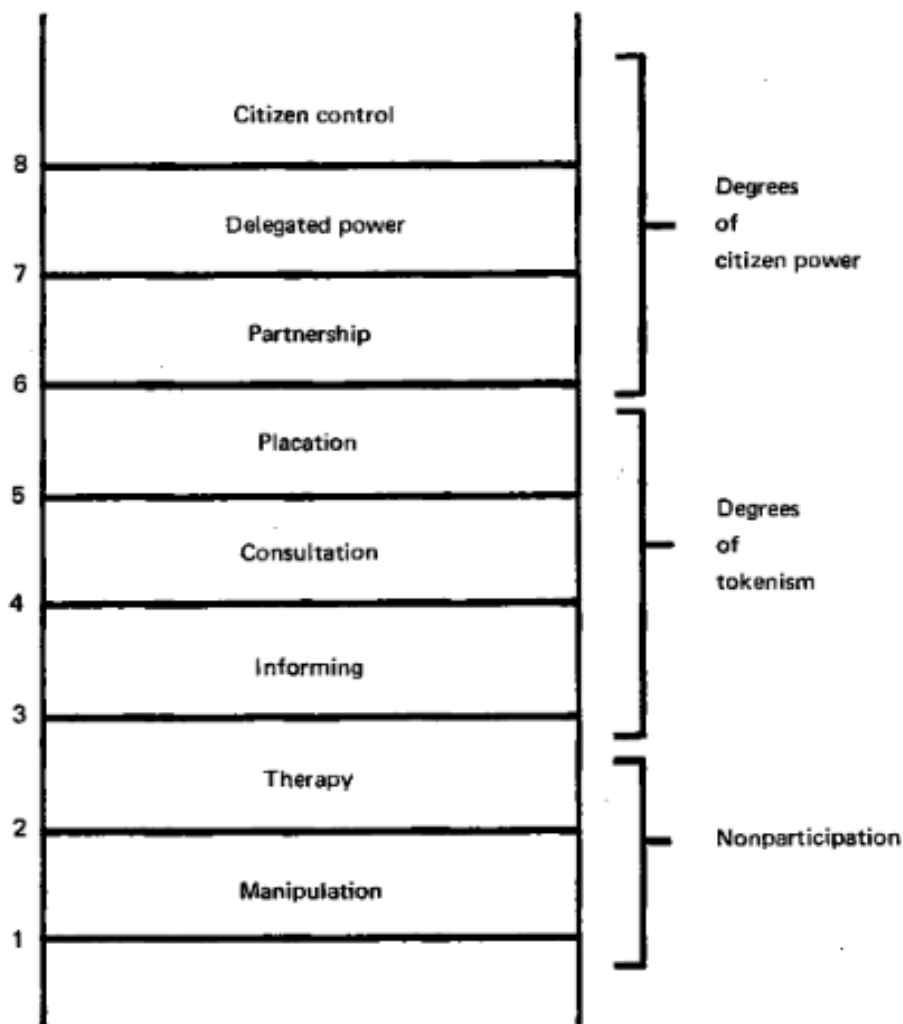 Citizen control
8
Delegated power
7
Partnership
6
Placation
5
Consultation
4
Informing
3
Therapy
2
Manipulation
1
Degrees
of
citizen power
Degrees
of
tokenism
Nonparticipation